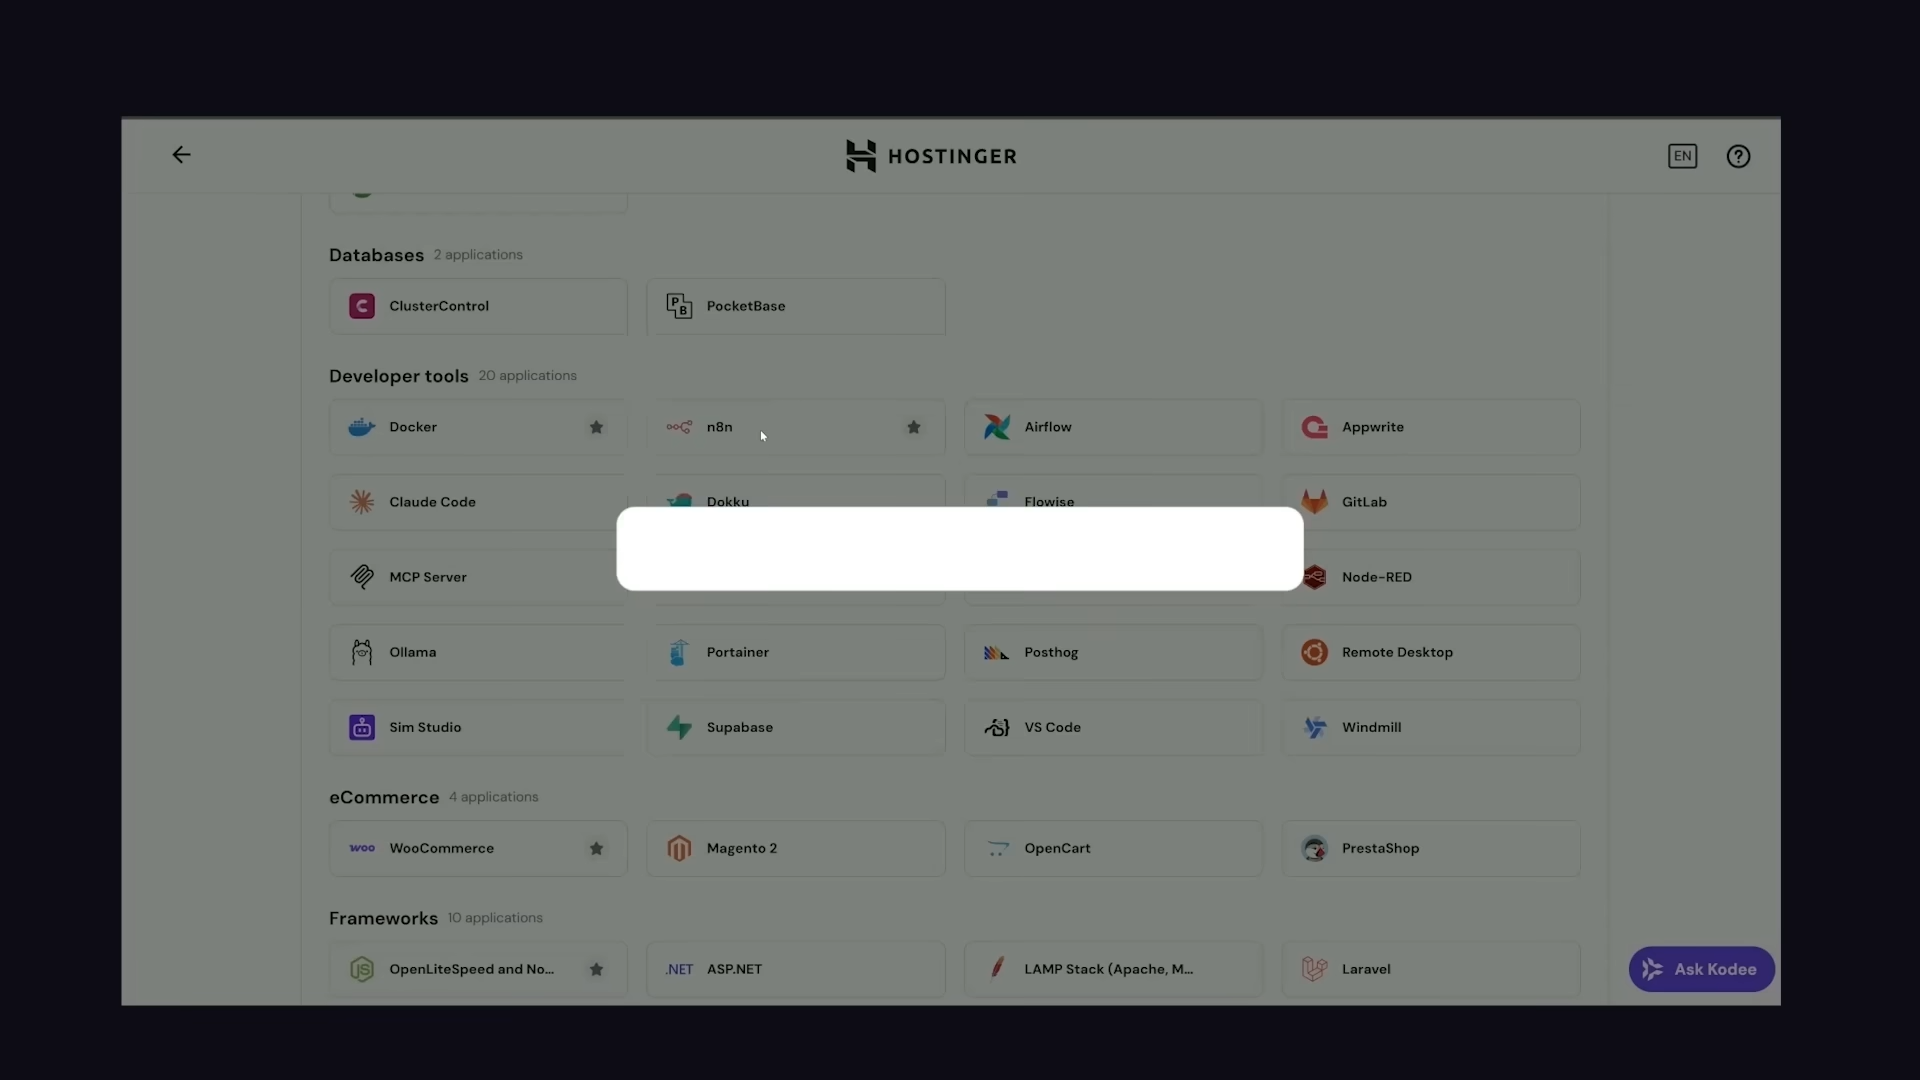 HOSTINGER
EN
Databases 2 applications
ClusterControl
PocketBase
Developer tools 20 applications
Docker
n8n
Airflow
Appwrite
Claude Code
Dokku
Flowise
GitLab
MCP Server
Node-RED
Ollama
Portainer
Posthog
Remote Desktop
Sim Studio
Supabase
VS Code
Windmill
eCommerce 4 applications
woo WooCommerce
Magento 2
OpenCart
PrestaShop
Frameworks 10 applications
OpenLiteSpeed and No...
.NET ASP.NET
LAMP Stack (Apache, M...
Laravel
Ask Kodee